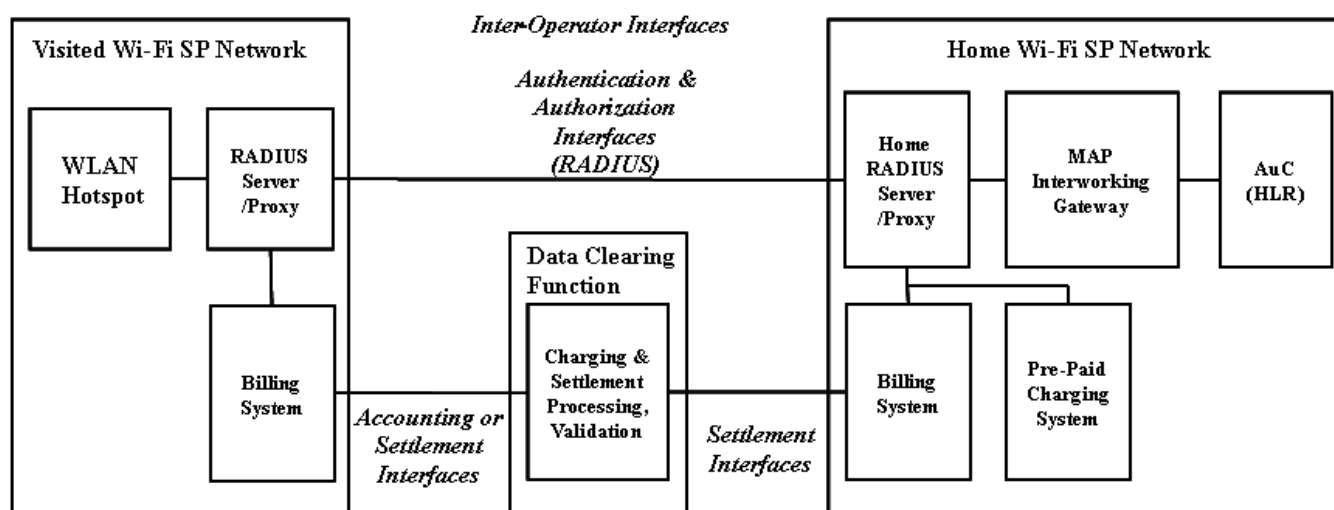 Inter-Operator Interfaces
Visited Wi-Fi SP Network
Home Wi-Fi SP Network
Authentication &
Authorization
Interfaces
(RADIUS)
WLAN
Hotspot
RADIUS
Server
/Proxy
Home
RADIUS
Server
/Proxy
MAP
Interworking
Gateway
AuC
(HLR)
Data Clearing
Function
Billing
System
Charging &
Settlement
Processing,
Validation
Billing
System
Pre-Paid
Charging
System
Accounting or
Settlement
Interfaces
Settlement
Interfaces